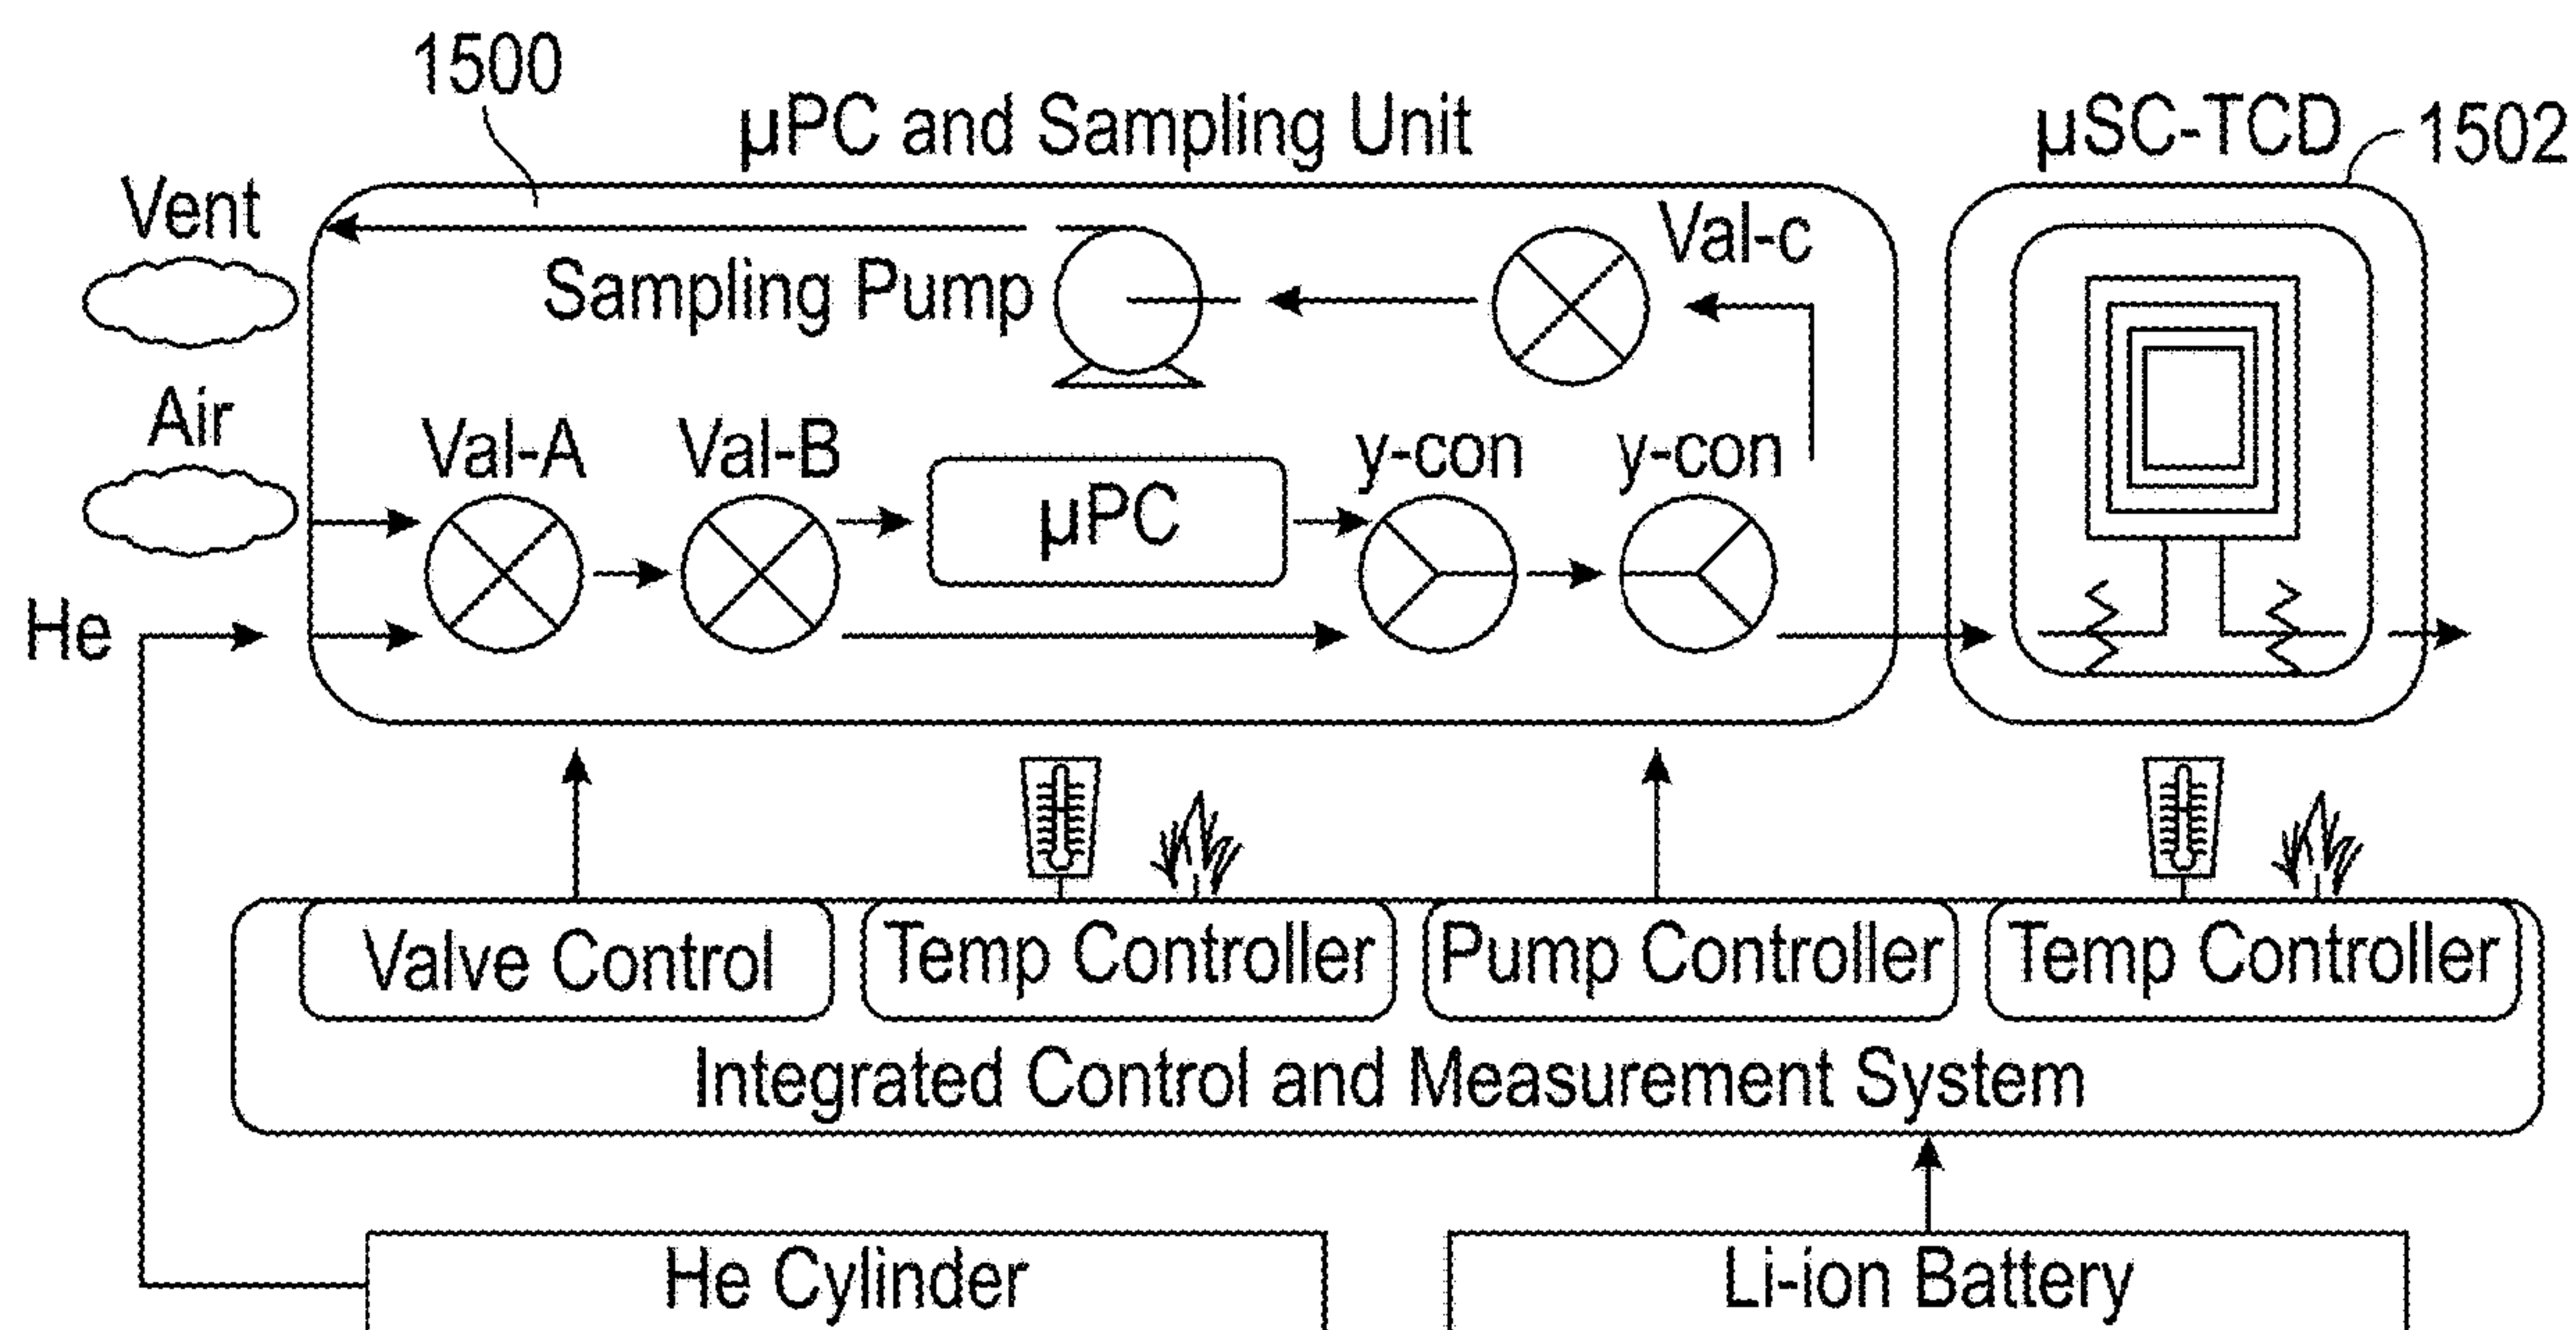 1500
μPC and Sampling Unit
μSC-TCD
1502
Vent
Val-c
Sampling Pump
Air
Val-A
Val-B
y-con
y-con
μPC
He
Valve Control
Temp Controller
Pump Controller
Temp Controller
Integrated Control and Measurement System
He Cylinder
Li-ion Battery